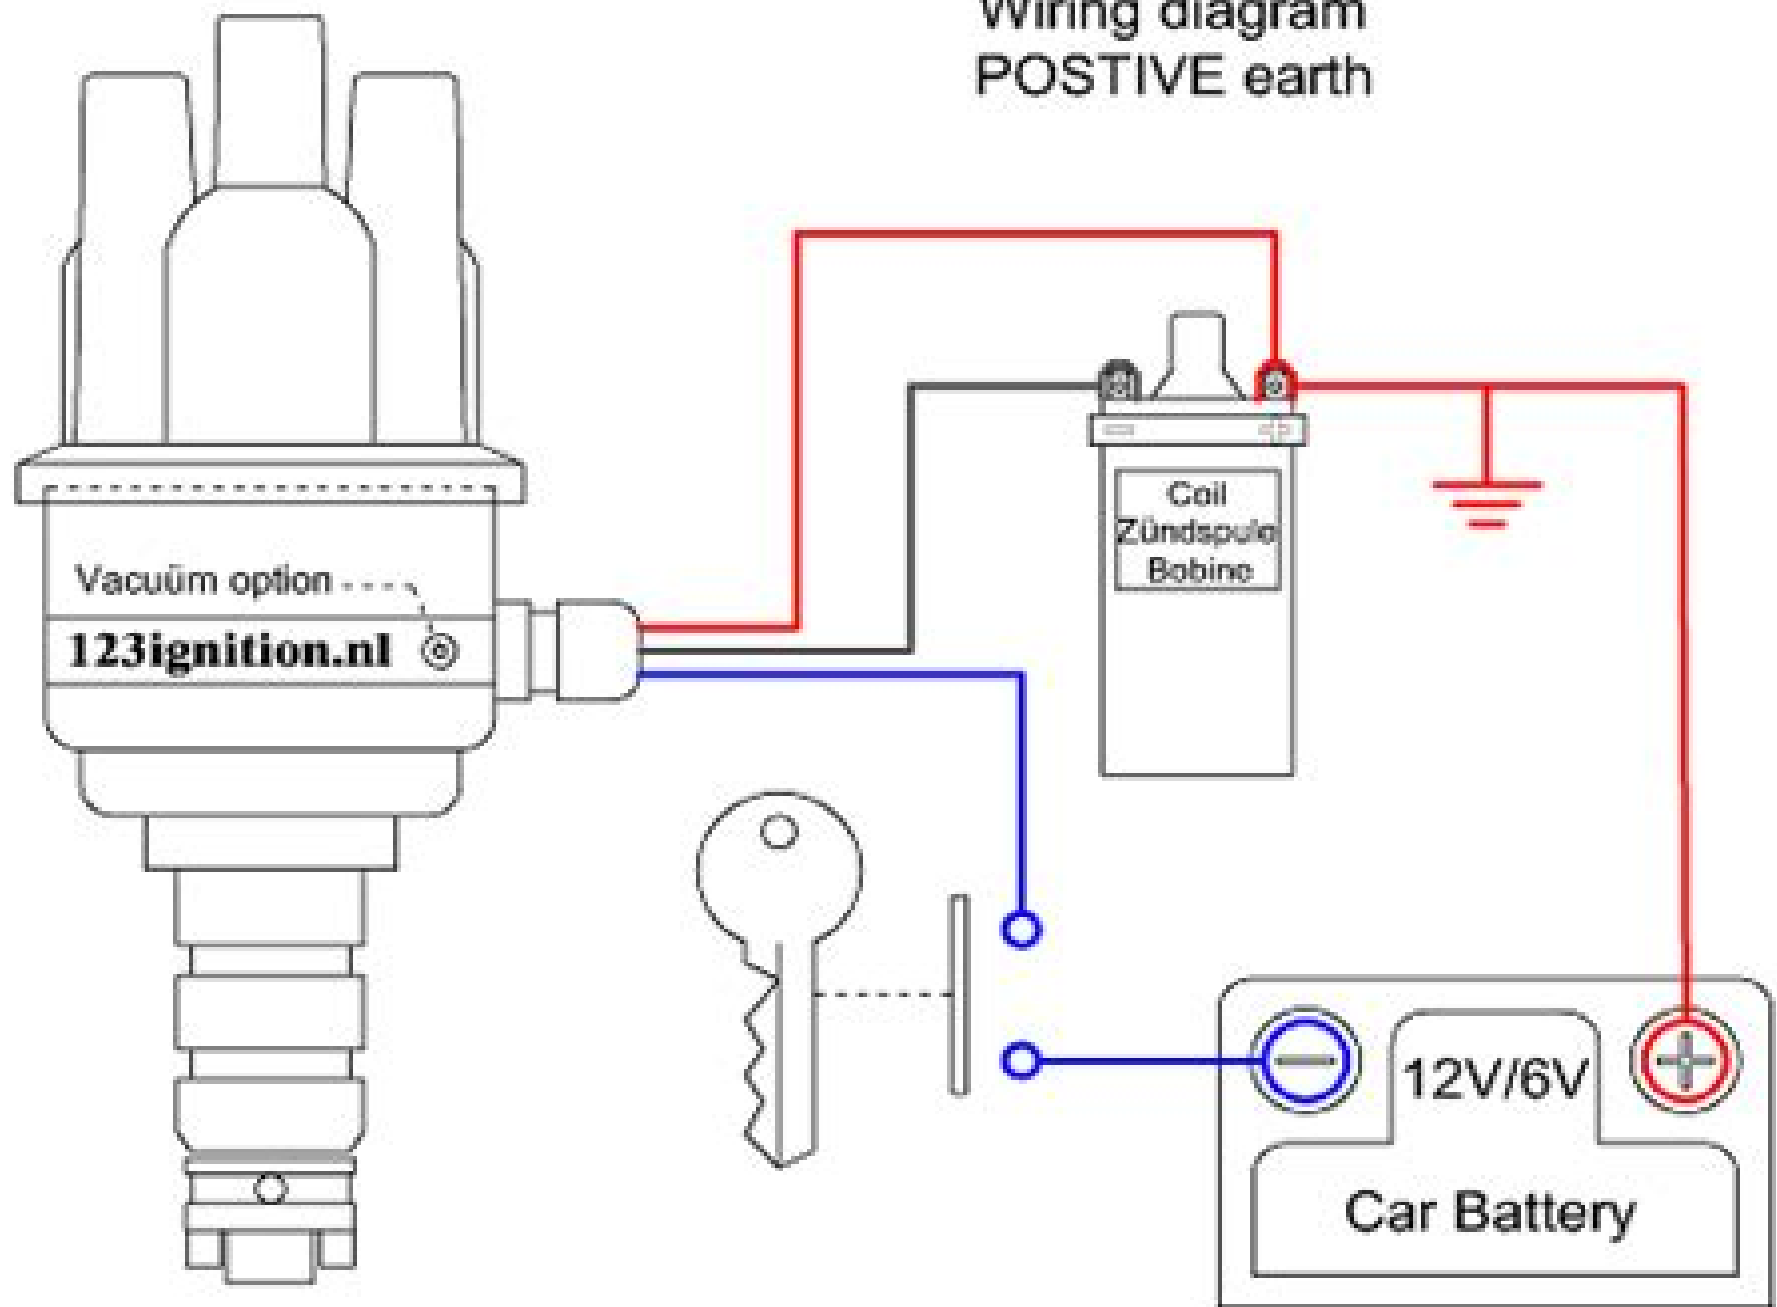 Wiring diagram
POSTIVE earth
Coil
Zündspule
Bobine
Vacuüm option
123ignition.nl
12V/6V
Car Battery